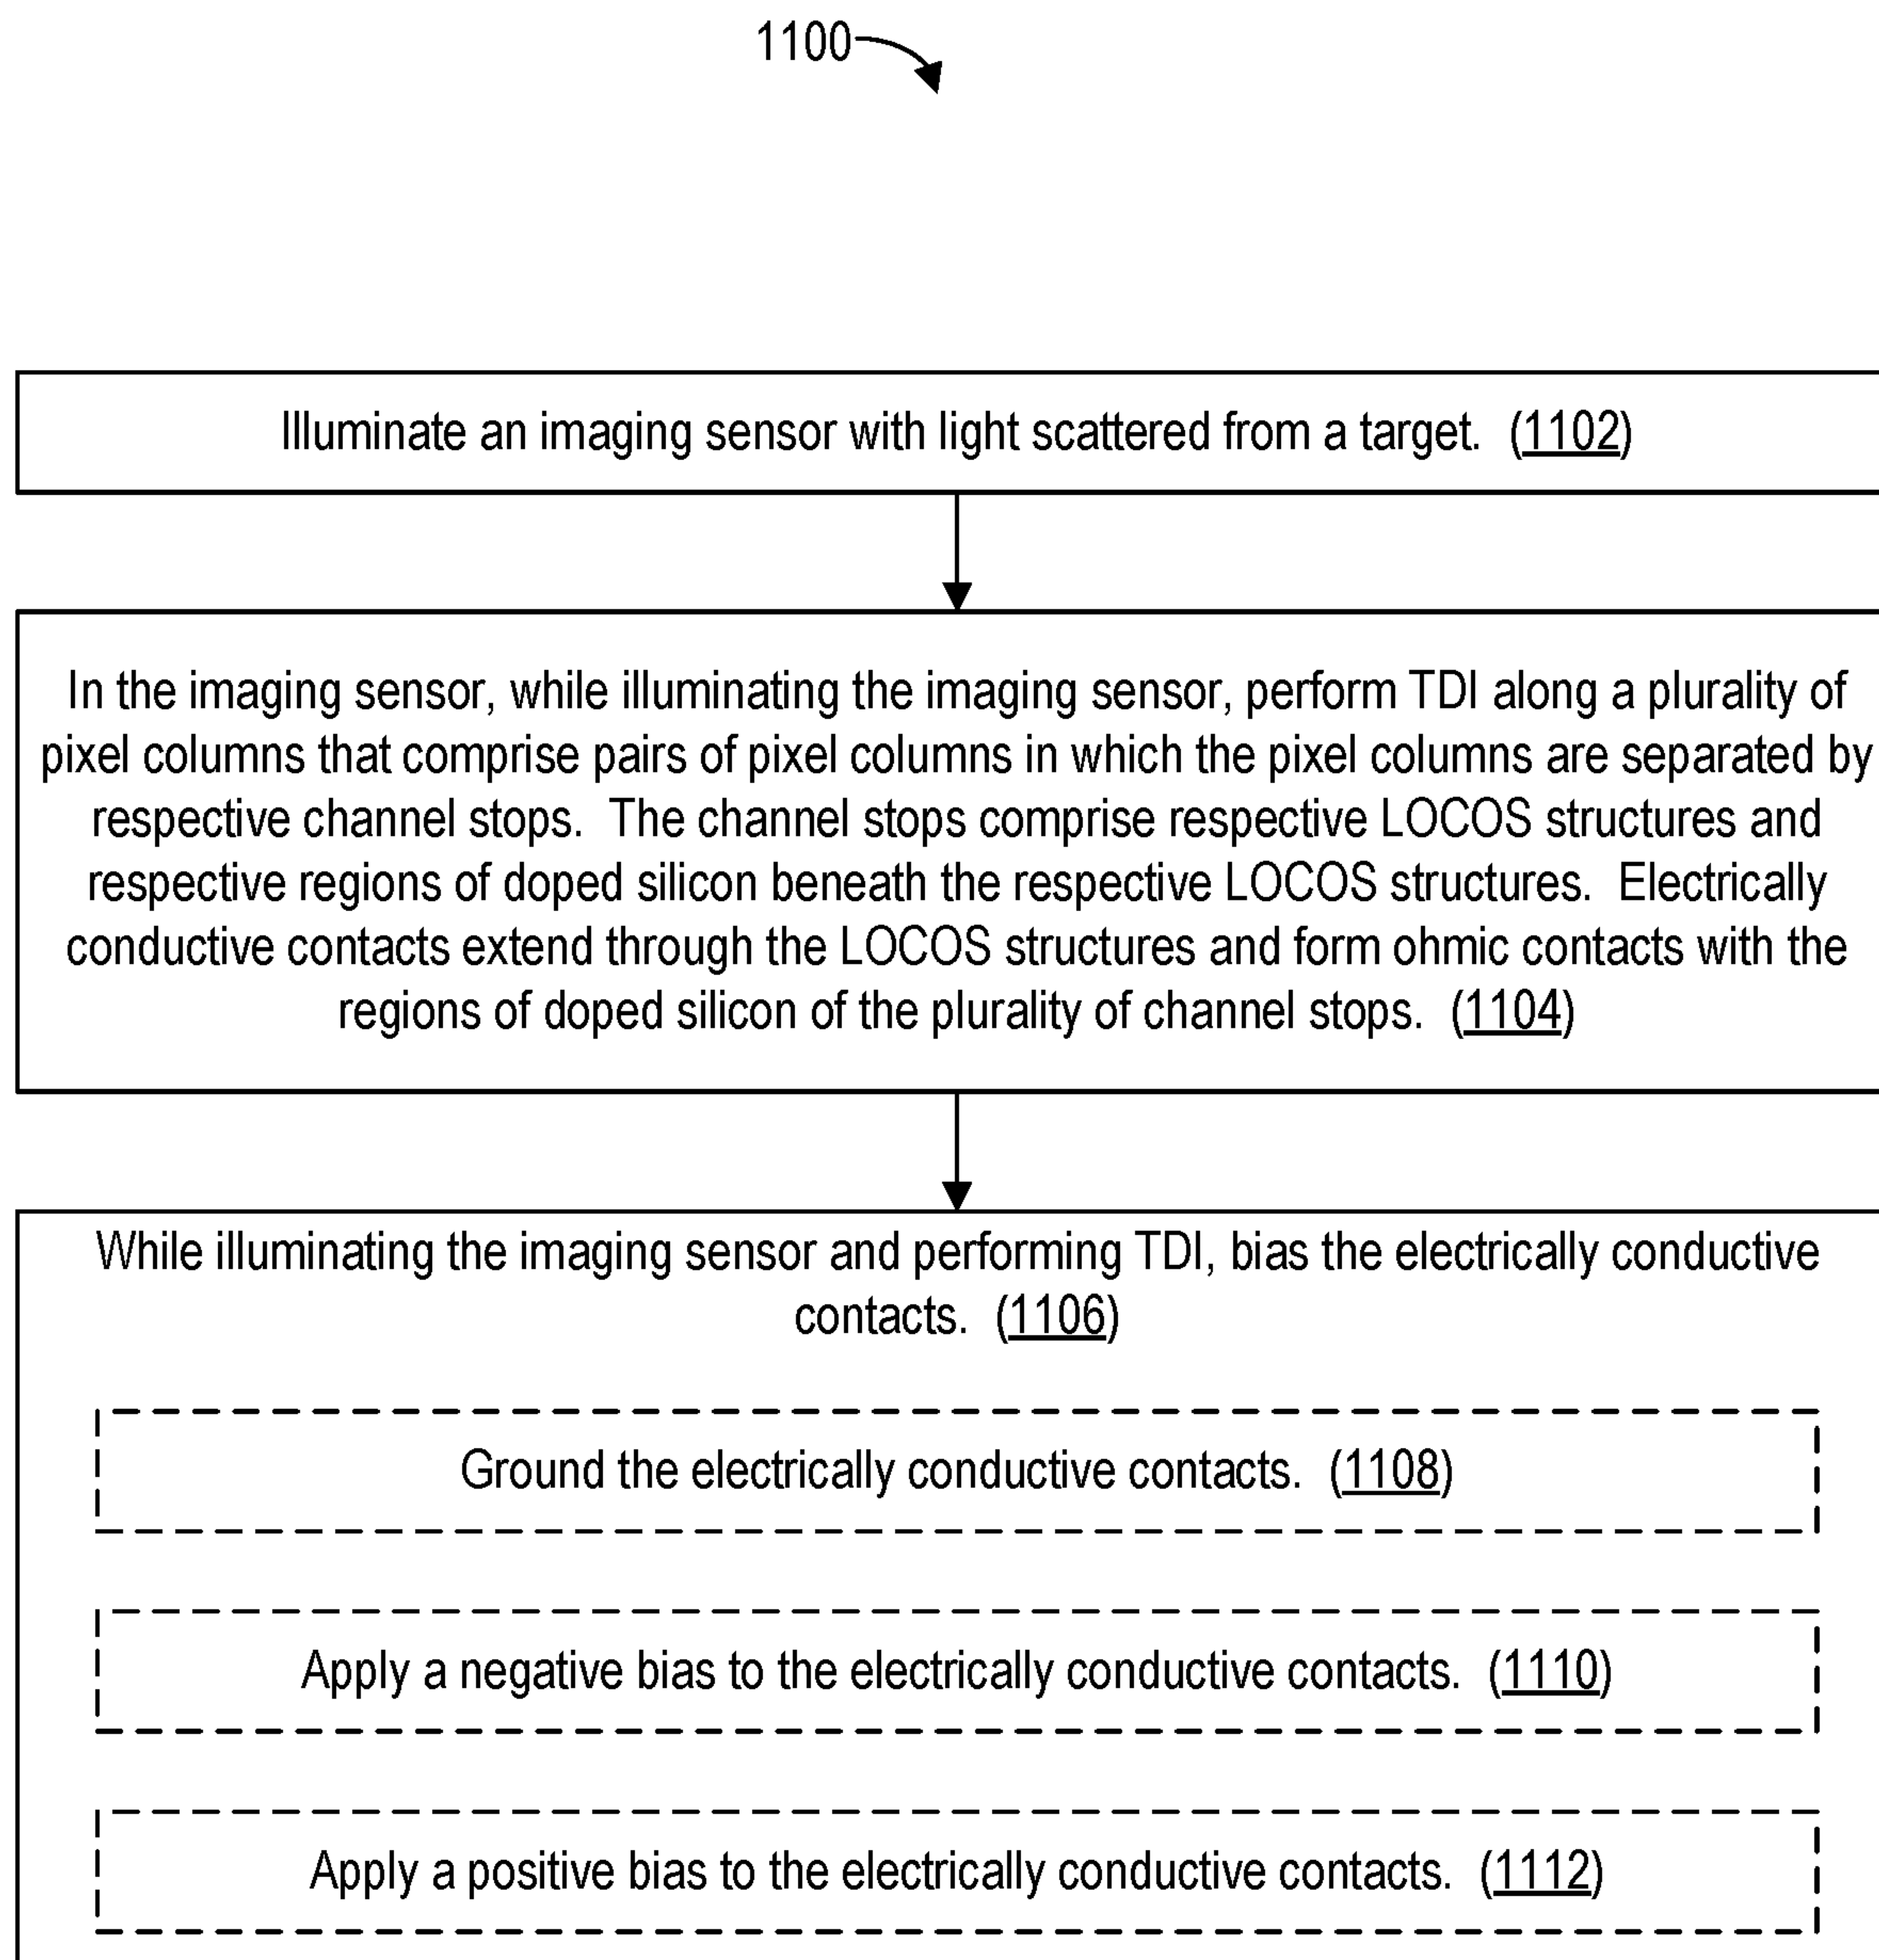 1100
Illuminate an imaging sensor with light scattered from a target. (1102)
In the imaging sensor, while illuminating the imaging sensor, perform TDI along a plurality of
pixel columns that comprise pairs of pixel columns in which the pixel columns are separated by
respective channel stops. The channel stops comprise respective LOCOS structures and
respective regions of doped silicon beneath the respective LOCOS structures. Electrically
conductive contacts extend through the LOCOS structures and form ohmic contacts with the
regions of doped silicon of the plurality of channel stops. (1104)
While illuminating the imaging sensor and performing TDI, bias the electrically conductive
contacts. (1106)
Ground the electrically conductive contacts. (1108)
Apply a negative bias to the electrically conductive contacts. (1110)
Apply a positive bias to the electrically conductive contacts. (1112)